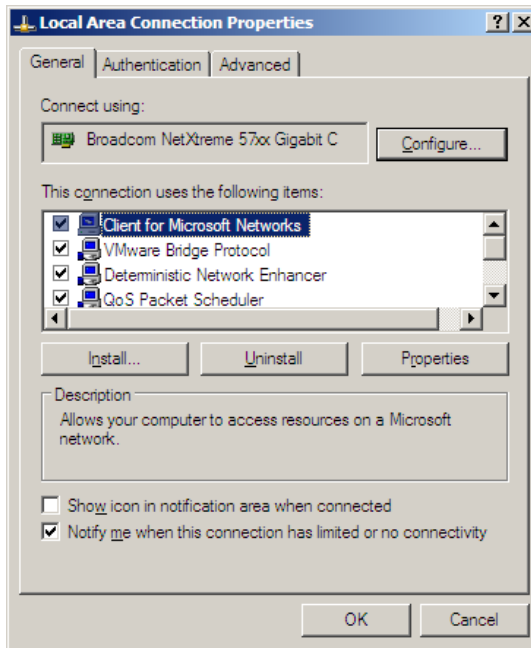 Local Area Connection Properties
General Authentication Advanced
Connect using:
Broadcom NetXtreme 57xx Gigabit C
Configure...
This connection uses the following items:
Client for Microsoft Networks
VMware Bridge Protocol
Deterministic Network Enhancer
QoS Packet Scheduler
Install... Uninstall Properties
Description
Allows your computer to access resources on a Microsoft
network.
Show icon in notification area when connected
Notify me when this connection has limited or no connectivity
OK Cancel